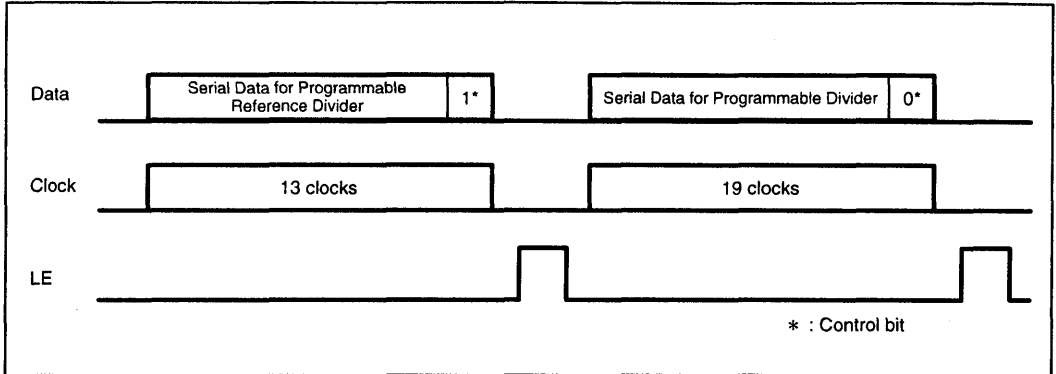 Data
Serial Data for Programmable
Reference Divider
1*
Serial Data for Programmable Divider
0*
Clock
13 clocks
19 clocks
LE
* : Control bit